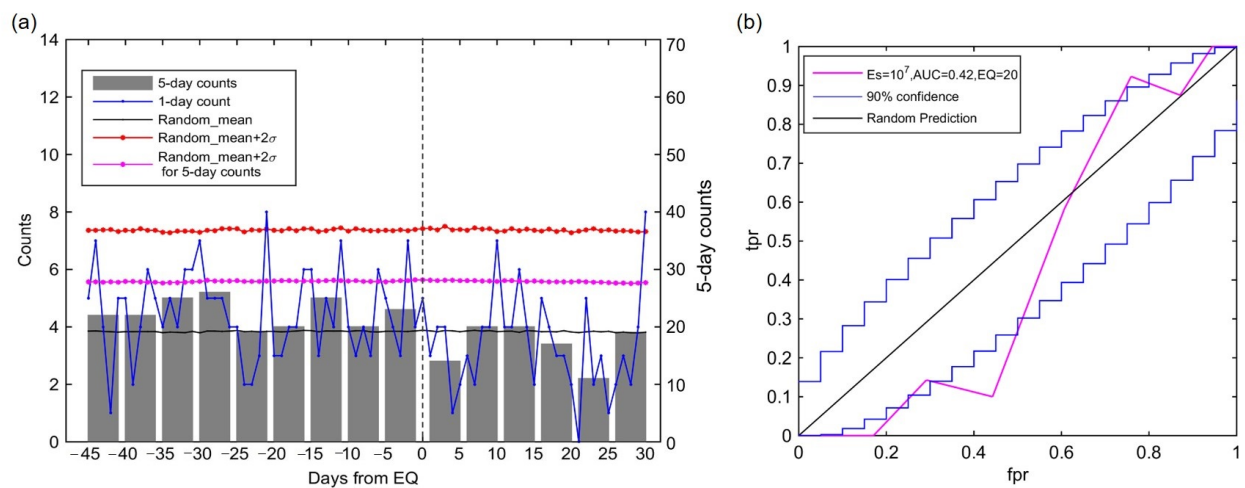 (a)
14
12
10
8
6
4
2
0
Counts
5-day counts
1-day count
Random_mean
Random_mean+2σ
Random_mean+2σ
for 5-day counts
70
60
50
40
30
20
10
0
5-day counts
−45 −40 −35 −30 −25 −20 −15 −10 −5 0 5 10 15 20 25 30
Days from EQ
(b)
1
0.9
0.8
0.7
0.6
0.5
0.4
0.3
0.2
0.1
0
tpr
Es=10⁷,AUC=0.42,EQ=20
90% confidence
Random Prediction
0.2 0.4 0.6 0.8 1
fpr